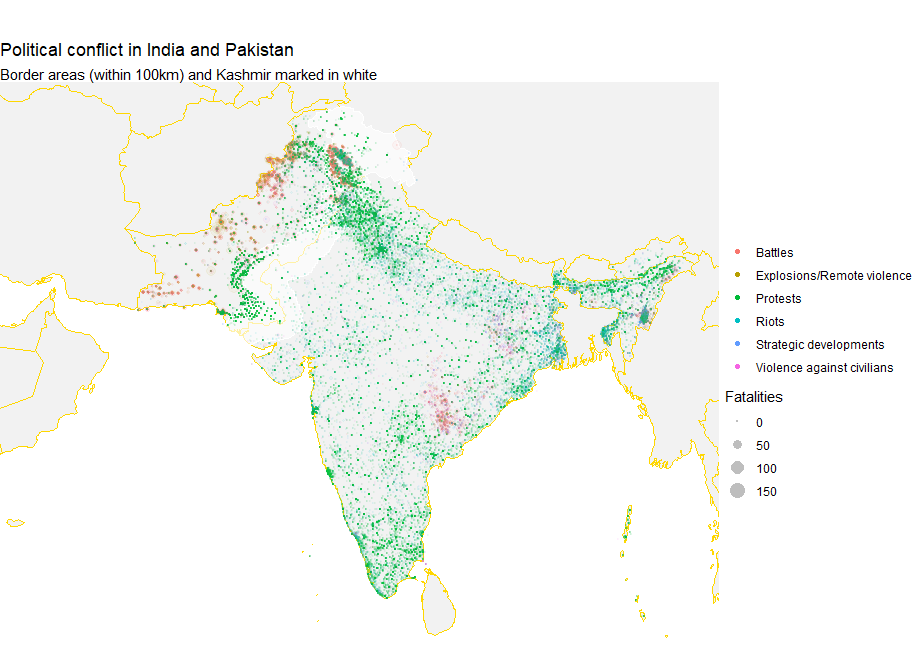 Political conflict in India and Pakistan
Border areas (within 100km) and Kashmir marked in white
Battles
Explosions/Remote violence
Protests
Riots
Strategic developments
Violence against civilians
Fatalities
0
50
100
150